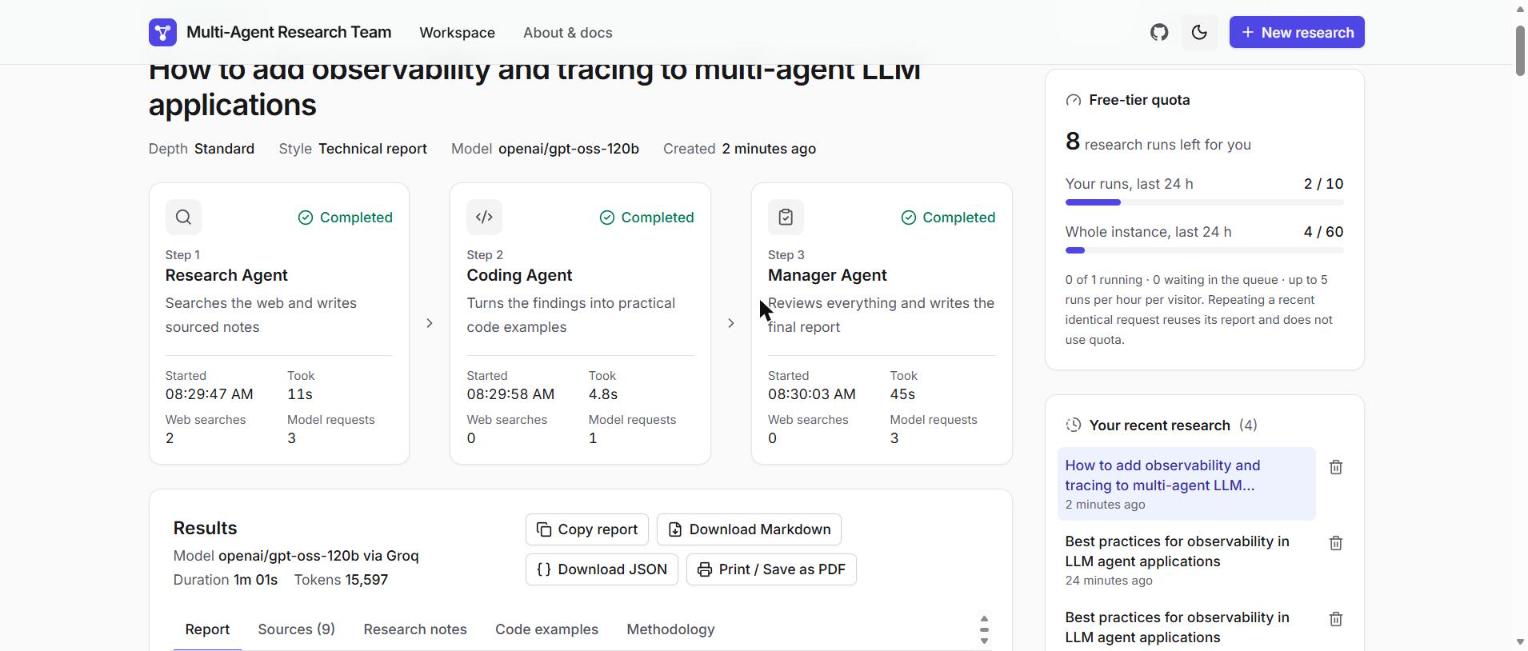 Multi-Agent Research Team
Workspace
About & docs
New research
How to add observability and tracing to multi-agent LLM
applications
Depth Standard
Style Technical report
Model openai/gpt-oss-120b
Created 2 minutes ago
Completed
Step 1
Research Agent
Searches the web and writes
sourced notes
Started
Took
08:29:47 AM
11s
Web searches
Model requests
2
3
Completed
Step 2
Coding Agent
Turns the findings into practical
code examples
Started
Took
08:29:58 AM
4.8s
Web searches
Model requests
0
1
Completed
Step 3
Manager Agent
Reviews everything and writes the
final report
Started
Took
08:30:03 AM
45s
Web searches
Model requests
0
3
Results
Model openai/gpt-oss-120b via Groq
Duration 1m 01s Tokens 15,597
Copy report
Download Markdown
Download JSON
Print / Save as PDF
Report
Sources (9)
Research notes
Code examples
Methodology
Free-tier quota
8 research runs left for you
Your runs, last 24 h 2 / 10
Whole instance, last 24 h 4 / 60
0 of 1 running · 0 waiting in the queue · up to 5
runs per hour per visitor. Repeating a recent
identical request reuses its report and does not
use quota.
Your recent research (4)
How to add observability and
tracing to multi-agent LLM...
2 minutes ago
Best practices for observability in
LLM agent applications
24 minutes ago
Best practices for observability in
LLM agent applications